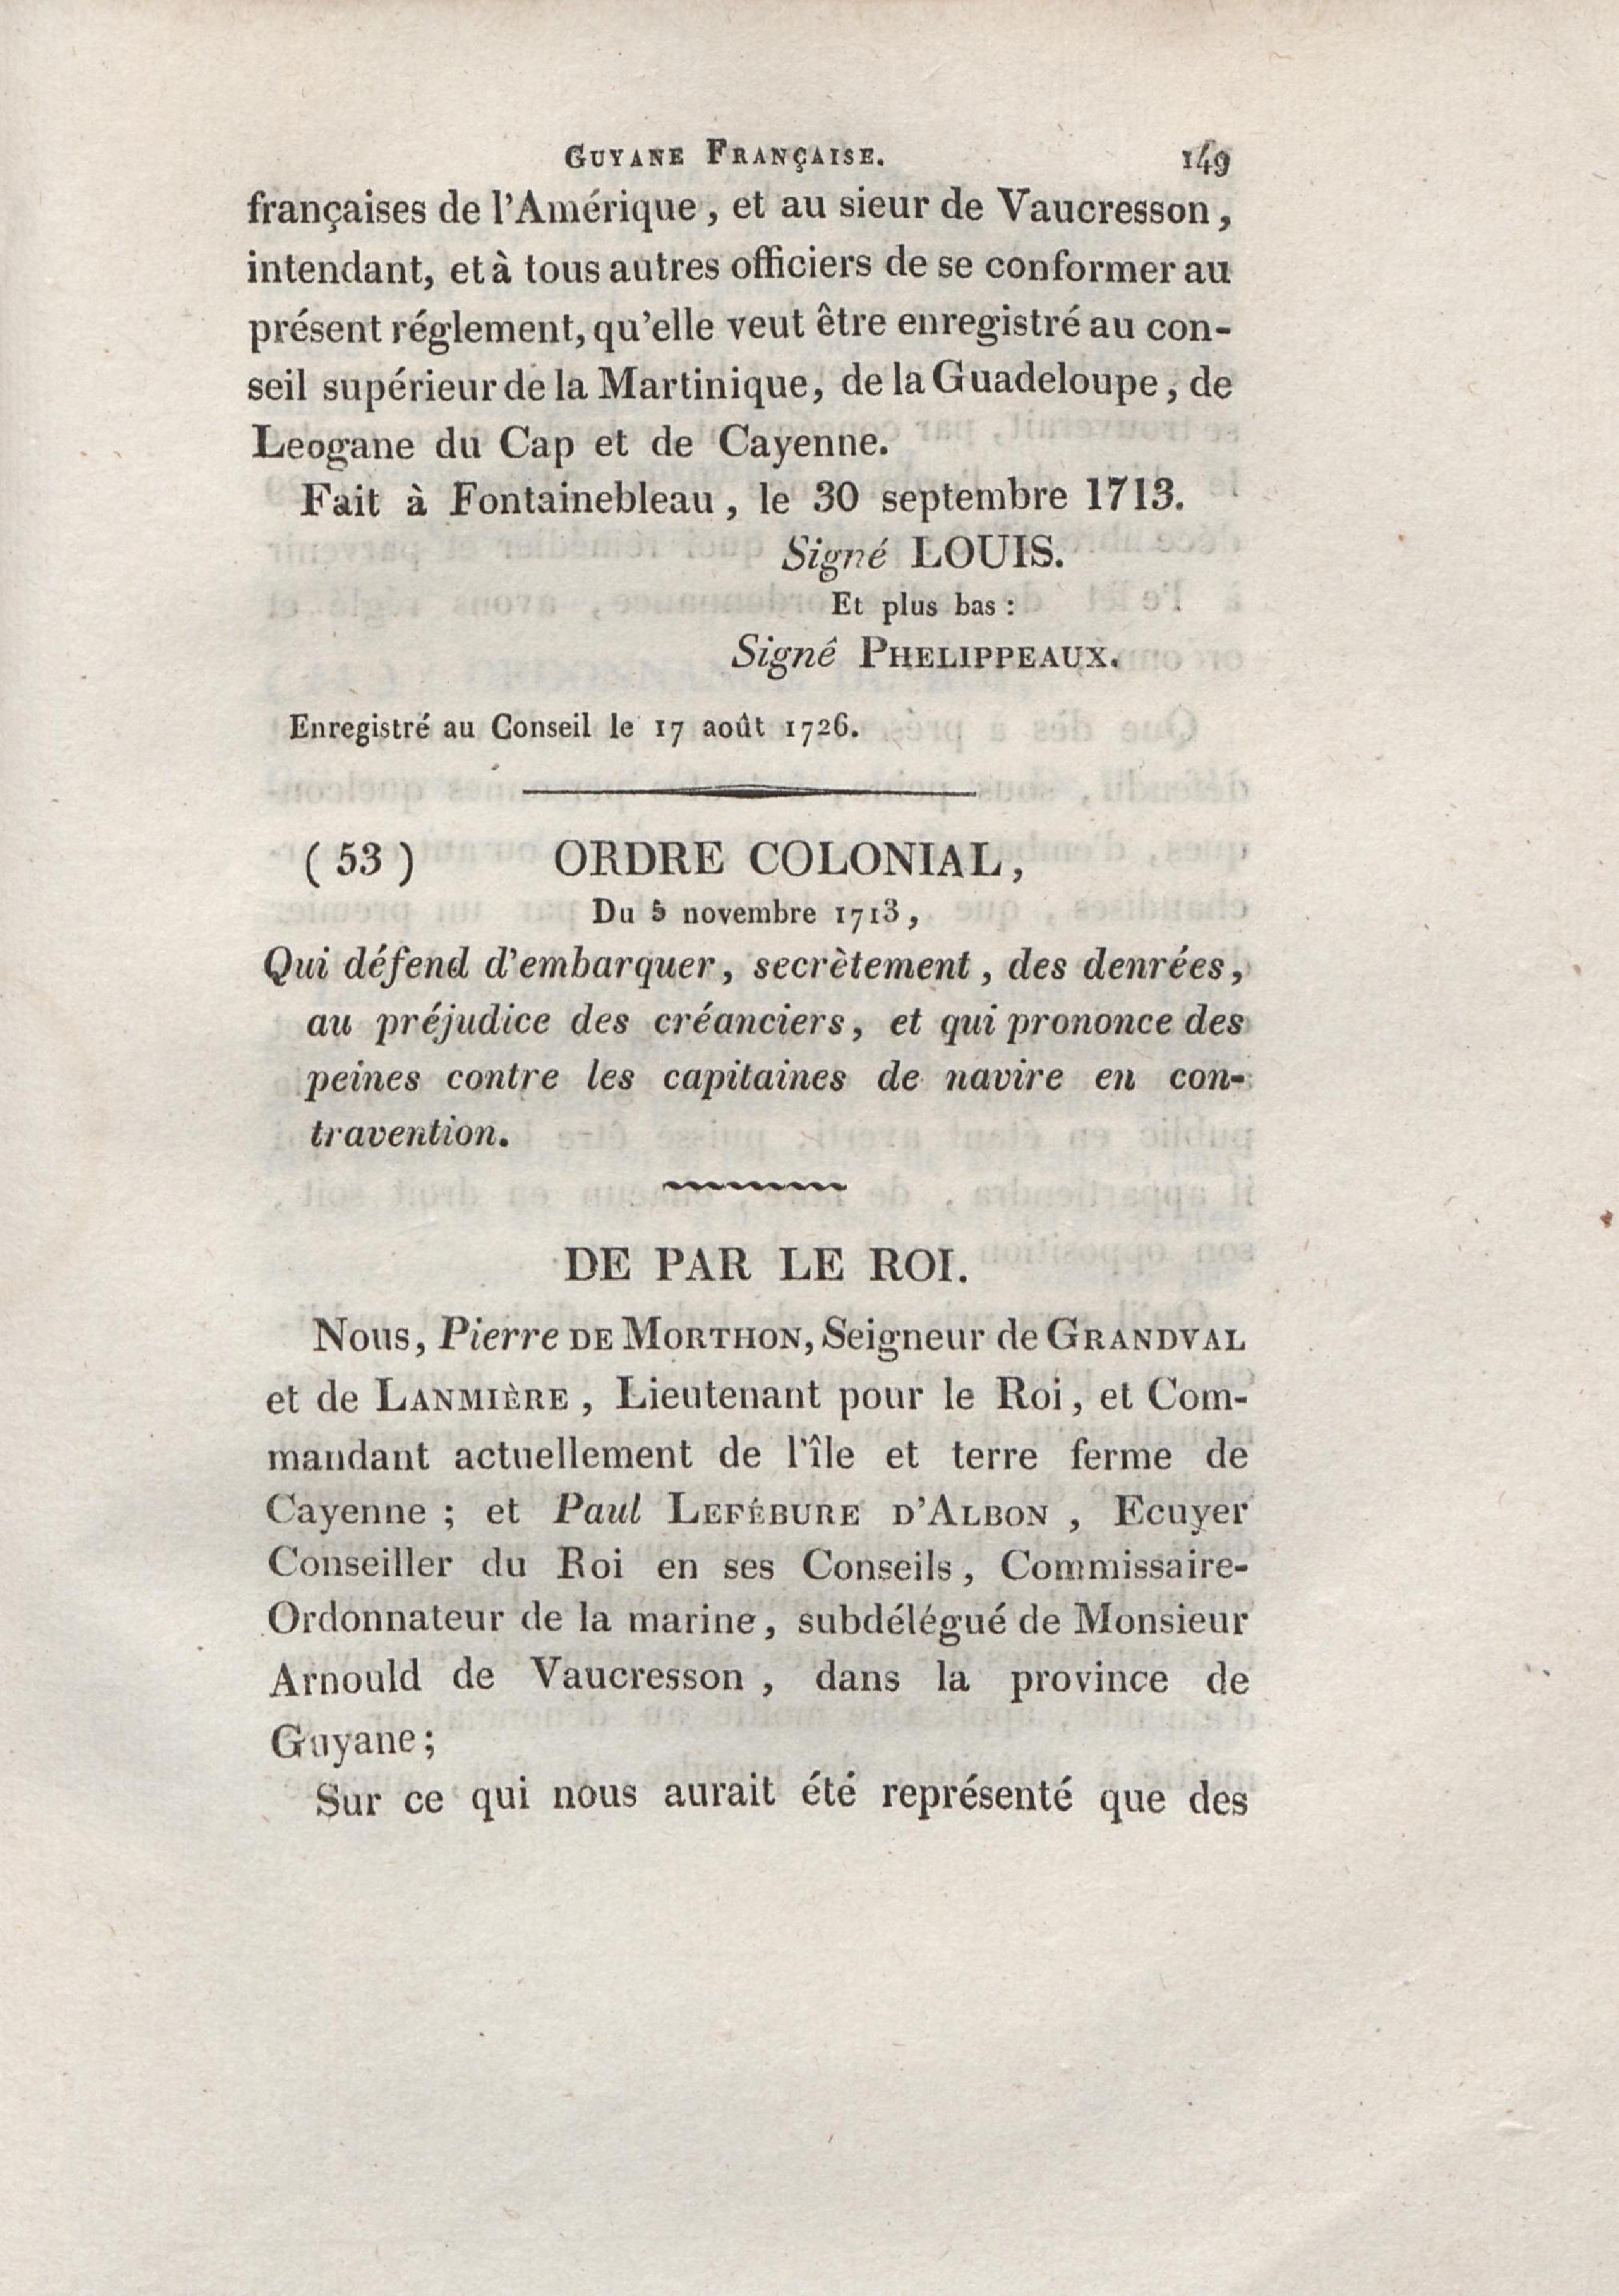 GUYANE FRANÇAISE. 149
françaises de l'Amérique, et au sieur de Vaucresson,
intendant, et à tous autres officiers de se conformer au
présent réglement, qu'elle veut être enregistré au con-
seil supérieur de la Martinique, de la Guadeloupe, de
Leogane du Cap et de Cayenne.
Fait à Fontainebleau, le 30 septembre 1713.
Signé LOUIS.
Et plus bas :
Signé PHELIPPEAUX.
Enregistré au Conseil le 17 août 1726.
( 53 ) ORDRE COLONIAL,
Du 5 novembre 1713,
Qui défend d'embarquer, secrètement, des denrées,
au préjudice des créanciers, et qui prononce des
peines contre les capitaines de navire en con-
travention.
DE PAR LE ROI.
Nous, Pierre DE MORTHON, Seigneur de GRANDVAL
et de LANMIÈRE, Lieutenant pour le Roi, et Com-
mandant actuellement de l'île et terre ferme de
Cayenne ; et Paul LEFÉBURE D'ALBON, Ecuyer
Conseiller du Roi en ses Conseils, Commissaire-
Ordonnateur de la marine, subdélégué de Monsieur
Arnould de Vaucresson, dans la province de
Guyane;
Sur ce qui nous aurait été représenté que des